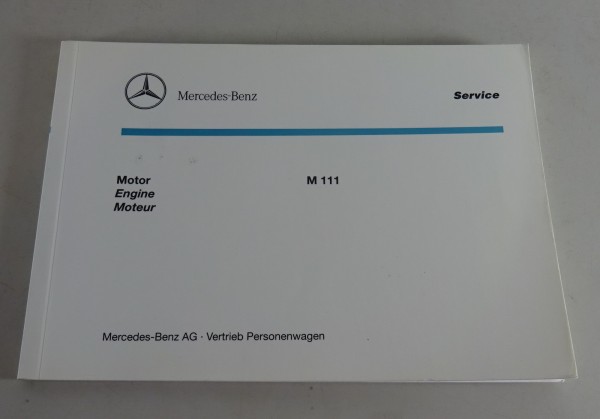 Mercedes-Benz Service
Motor M 111
Engine
Moteur
Mercedes-Benz AG · Vertrieb Personenwagen